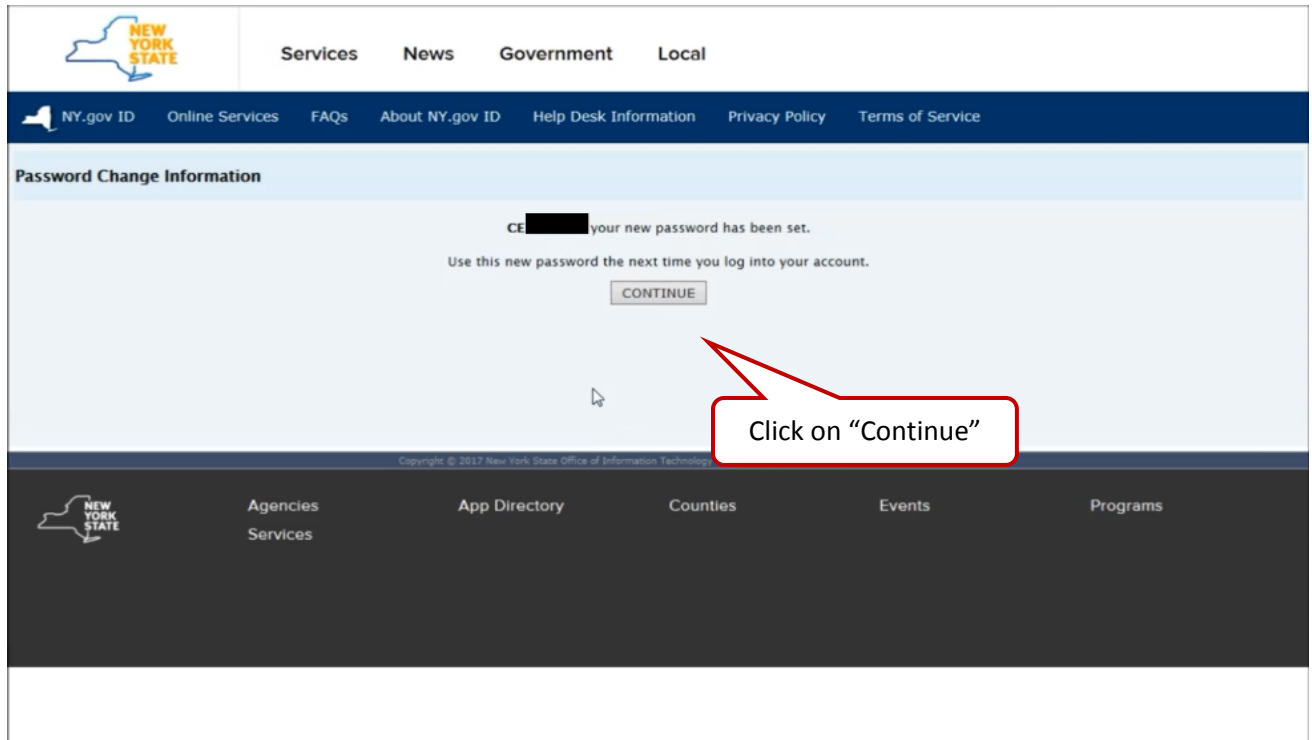 NEW
YORK
STATE
Services News Government Local
NY.gov ID Online Services FAQs About NY.gov ID Help Desk Information Privacy Policy Terms of Service
Password Change Information
CE your new password has been set.
Use this new password the next time you log into your account.
CONTINUE
Click on “Continue”
Copyright © 2017 New York State Office of Information Technology
NEW
YORK
STATE
Agencies App Directory Counties Events Programs
Services